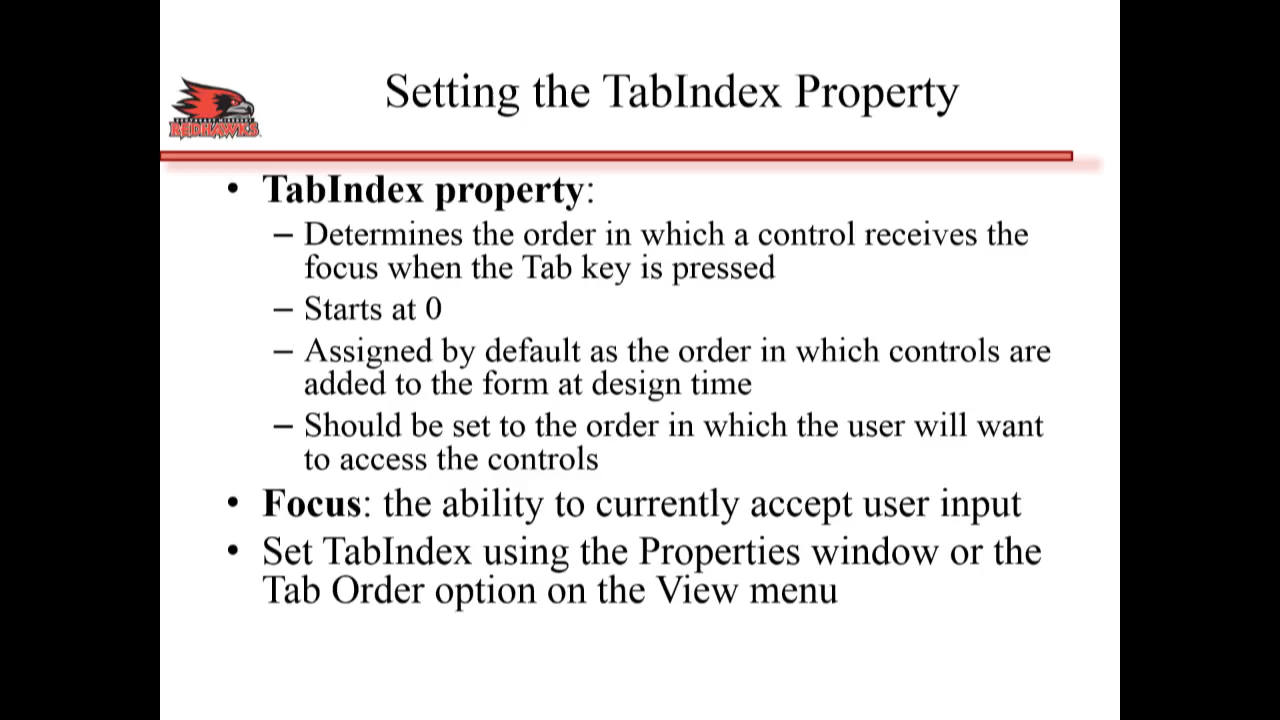 Setting the TabIndex Property
REDHAWKS
• TabIndex property:
– Determines the order in which a control receives the
focus when the Tab key is pressed
– Starts at 0
– Assigned by default as the order in which controls are
added to the form at design time
– Should be set to the order in which the user will want
to access the controls
• Focus: the ability to currently accept user input
• Set TabIndex using the Properties window or the
Tab Order option on the View menu